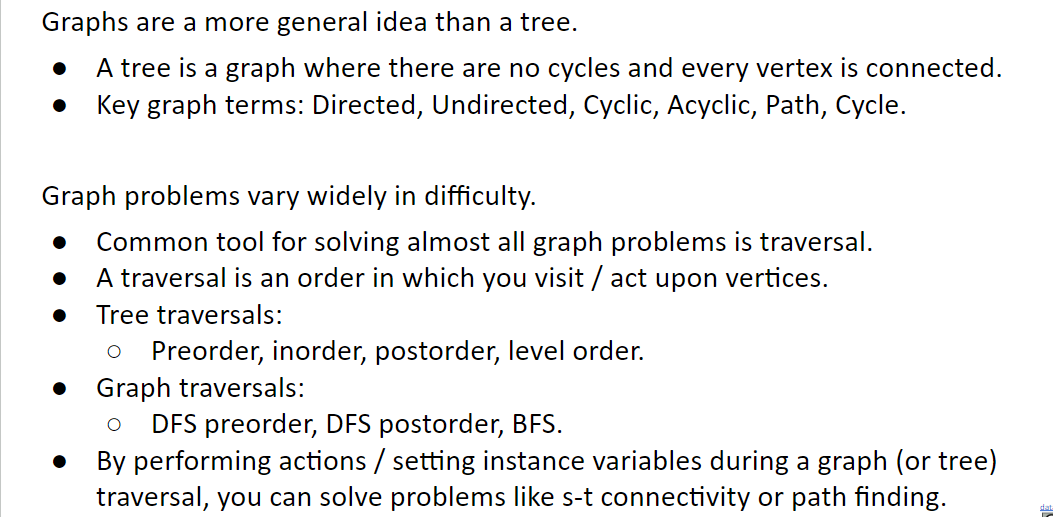 Graphs are a more general idea than a tree.
● A tree is a graph where there are no cycles and every vertex is connected.
● Key graph terms: Directed, Undirected, Cyclic, Acyclic, Path, Cycle.
Graph problems vary widely in difficulty.
● Common tool for solving almost all graph problems is traversal.
● A traversal is an order in which you visit / act upon vertices.
● Tree traversals:
○ Preorder, inorder, postorder, level order.
● Graph traversals:
○ DFS preorder, DFS postorder, BFS.
● By performing actions / setting instance variables during a graph (or tree)
traversal, you can solve problems like s-t connectivity or path finding.